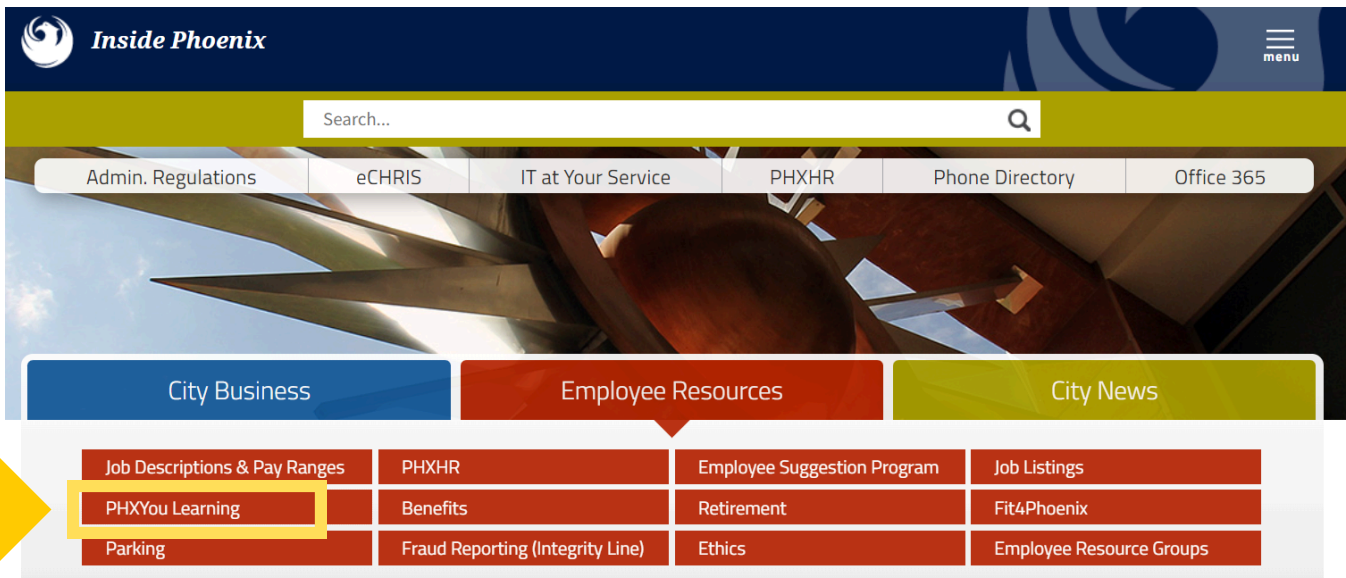 Inside Phoenix
menu
Search...
Admin. Regulations eCHRIS IT at Your Service PHXHR Phone Directory Office 365
City Business Employee Resources City News
Job Descriptions & Pay Ranges PHXHR Employee Suggestion Program Job Listings
PHXYou Learning Benefits Retirement Fit4Phoenix
Parking Fraud Reporting (Integrity Line) Ethics Employee Resource Groups